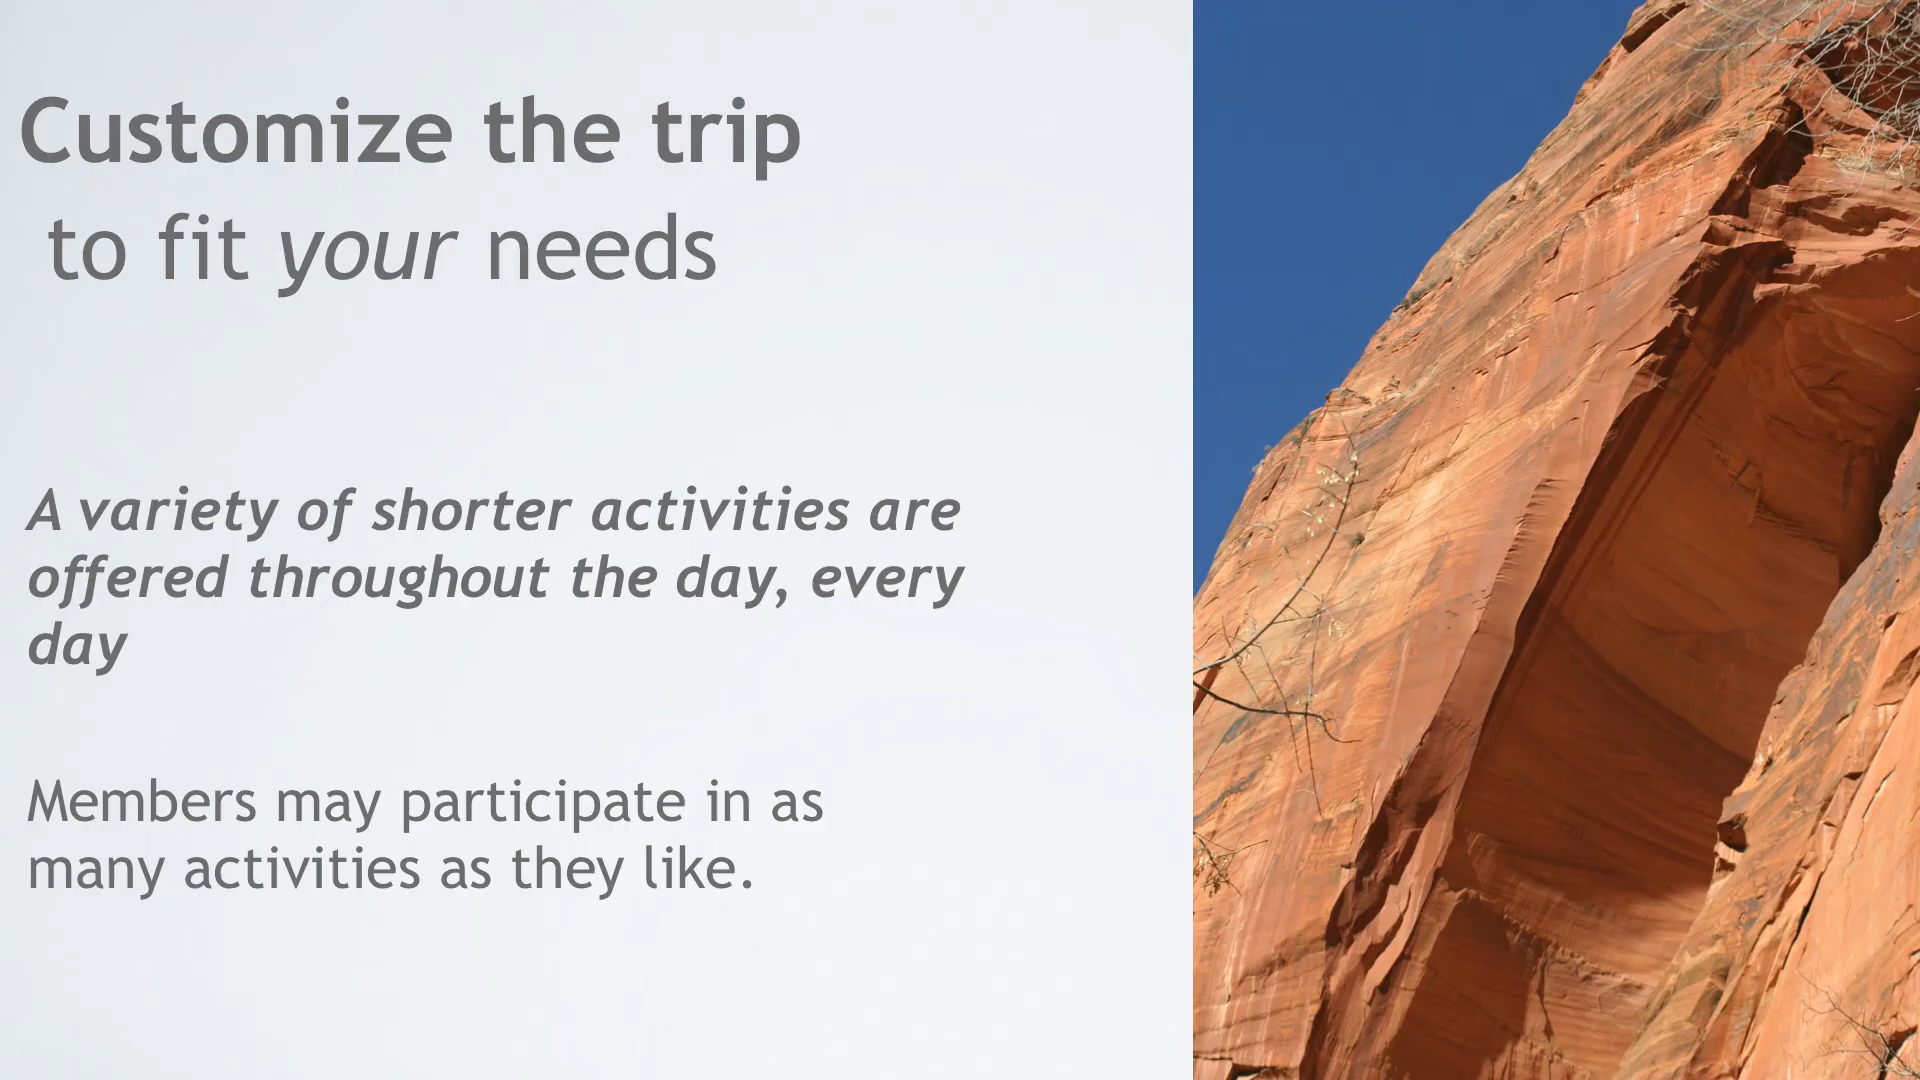 Customize the trip
to fit your needs
A variety of shorter activities are
offered throughout the day, every
day
Members may participate in as
many activities as they like.